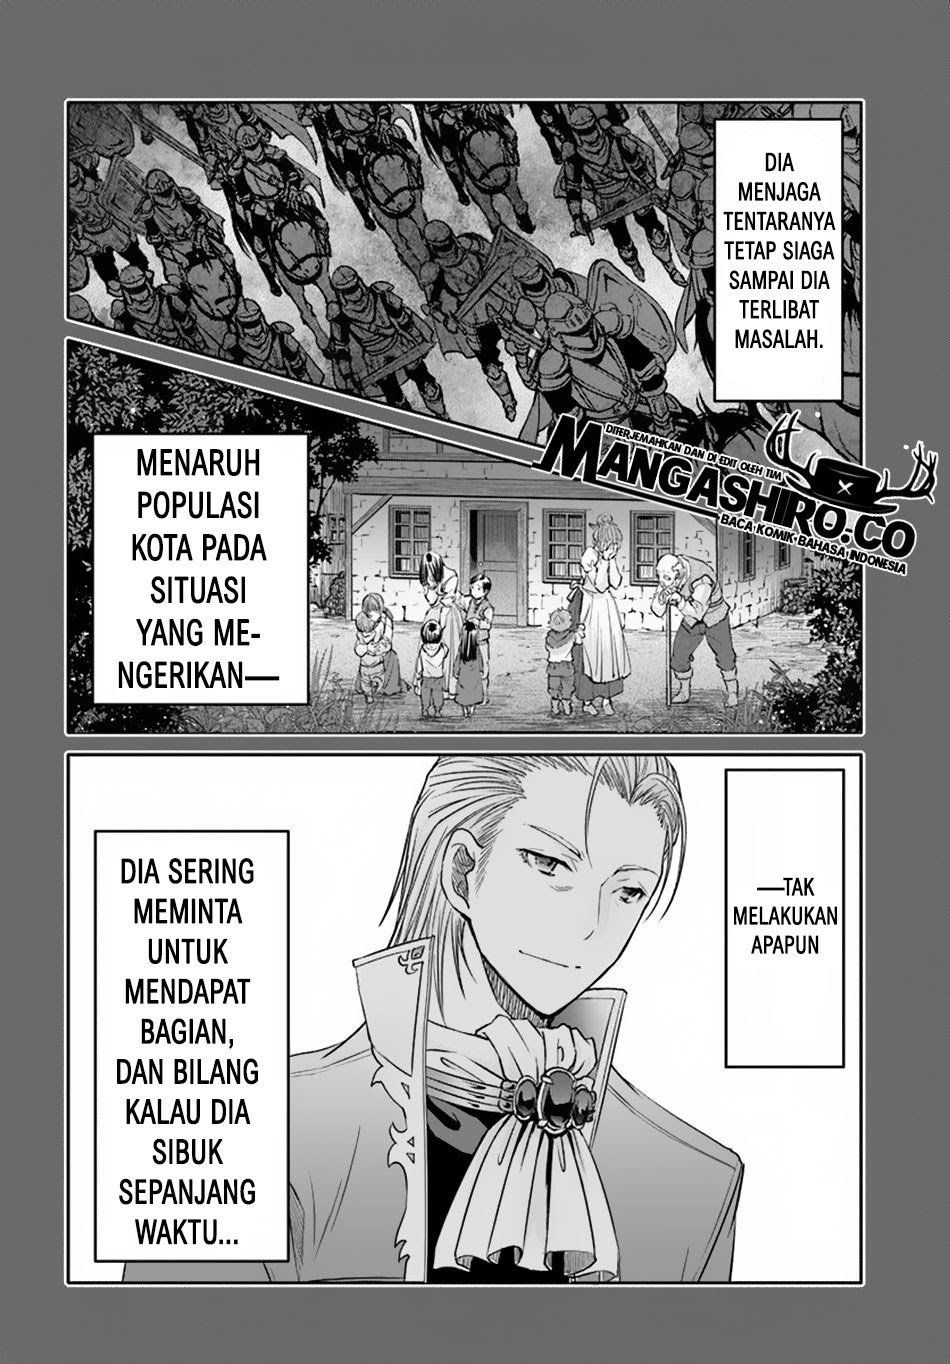 DIA
MENJAGA
TENTARANYA
TETAP SIAGA
SAMPAI DIA
TERLIBAT
MASALAH.
DITERJEMAHKAN DAN DI EDIT OLEH TIM
MANGASHIRO.CO
BACA KOMIK BAHASA INDONESIA
MENARUH
POPULASI
KOTA PADA
SITUASI
YANG ME-
NGERIKAN—
—TAK
MELAKUKAN
APAPUN
DIA SERING
MEMINTA
UNTUK
MENDAPAT
BAGIAN,
DAN BILANG
KALAU DIA
SIBUK
SEPANJANG
WAKTU...